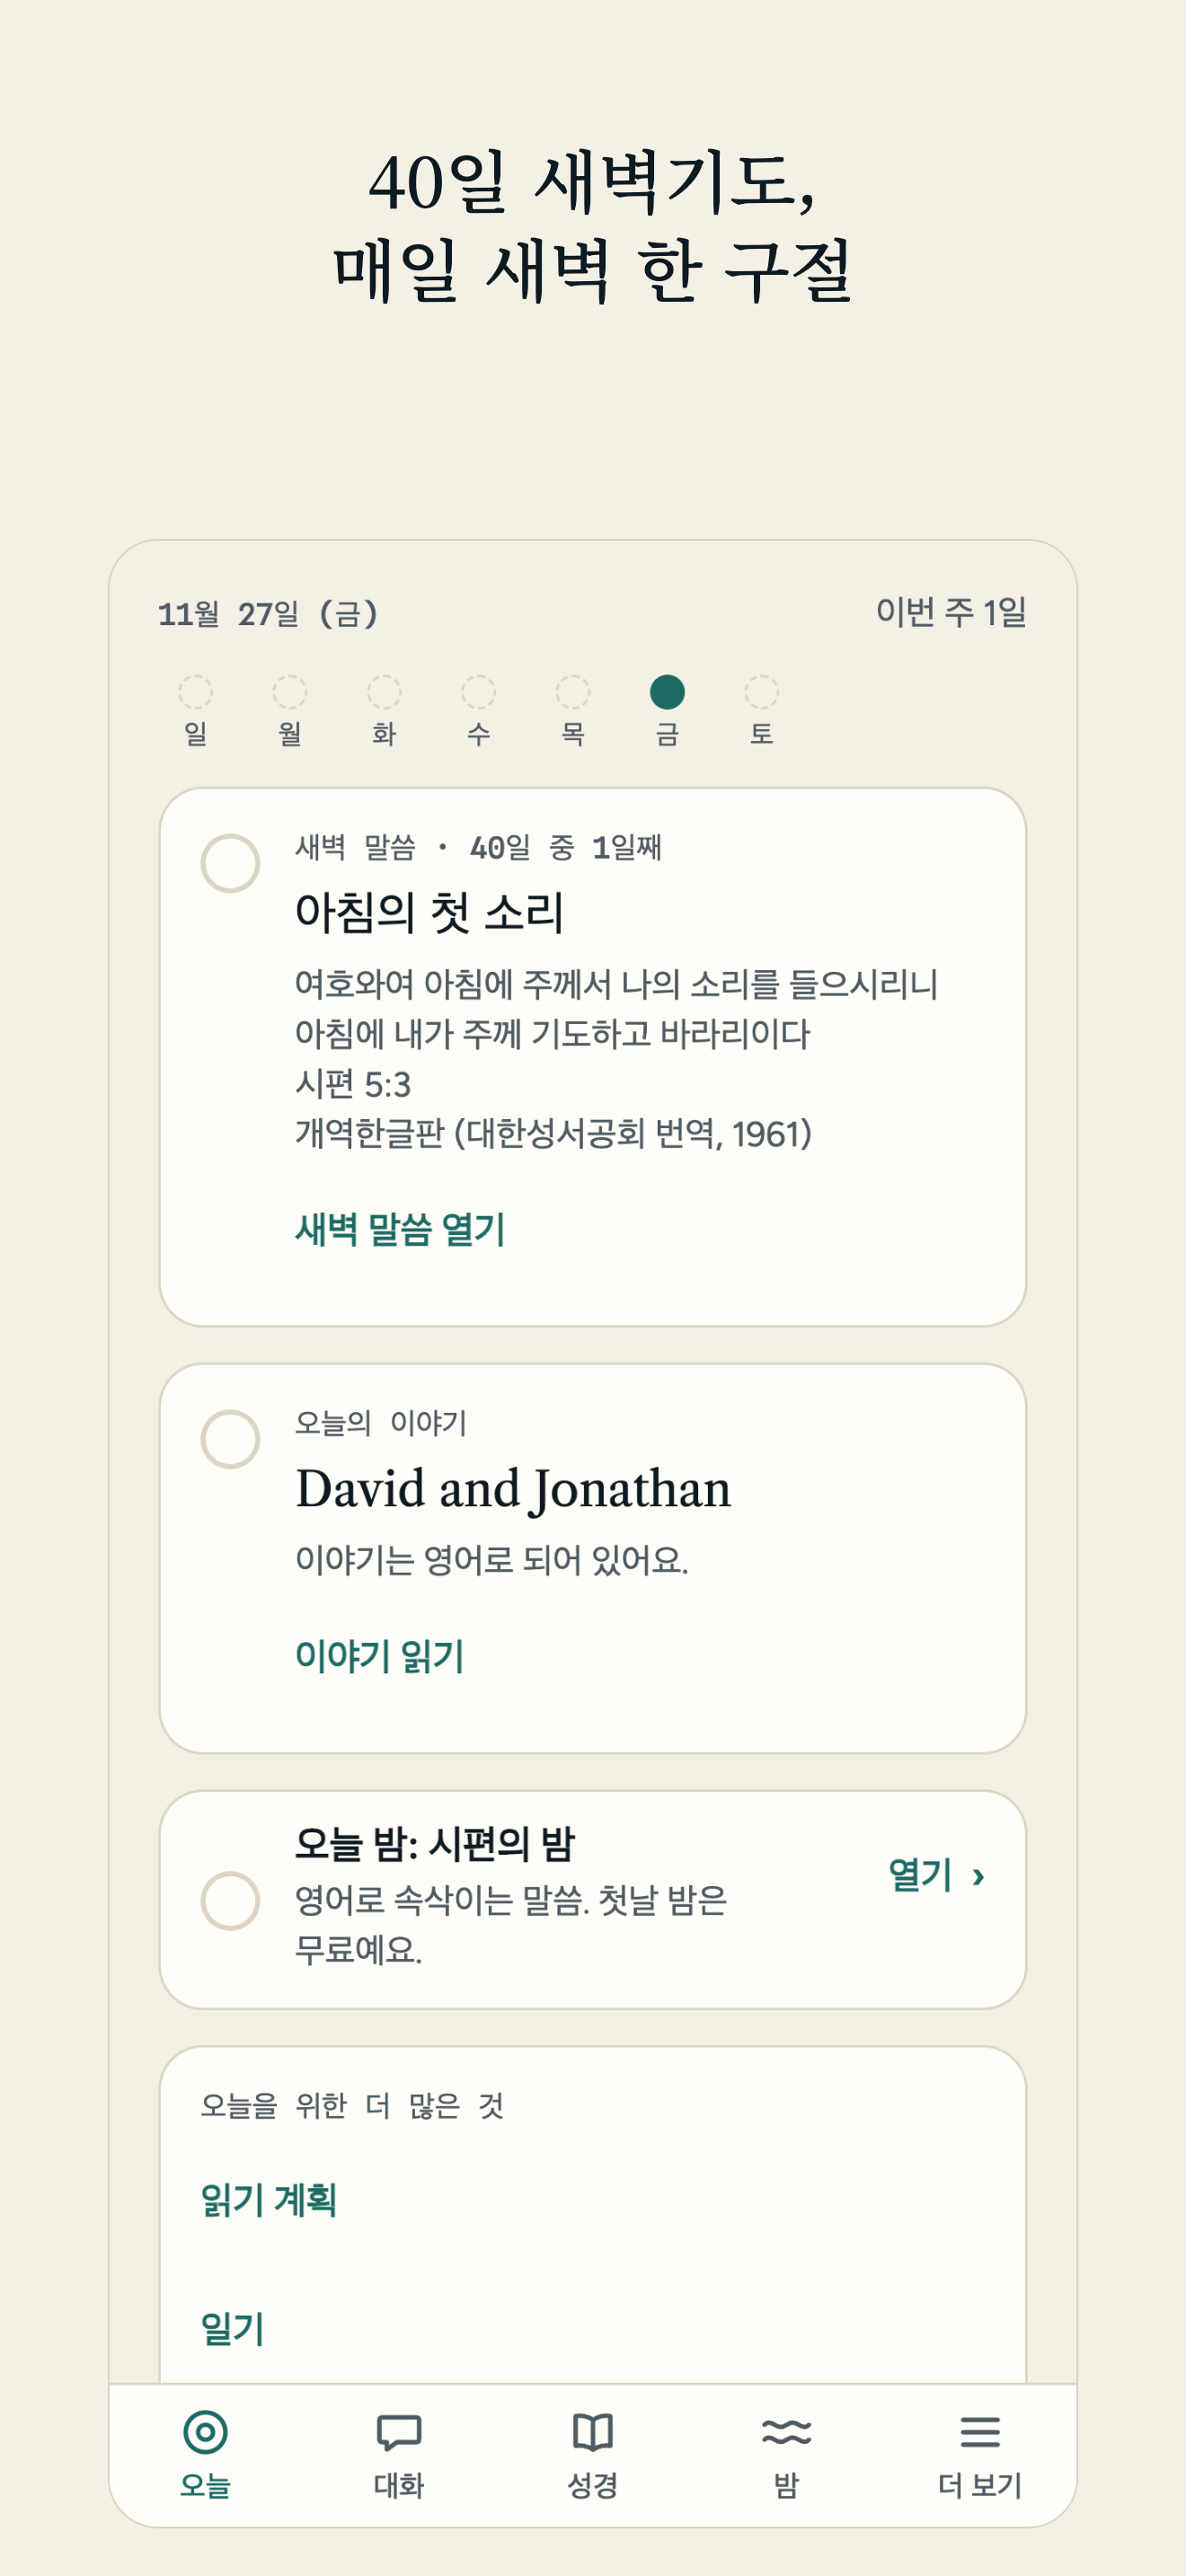 40일 새벽기도,
매일 새벽 한 구절
11월 27일 (금)
이번 주 1일
일 월 화 수 목 금 토
새벽 말씀 · 40일 중 1일째
아침의 첫 소리
여호와여 아침에 주께서 나의 소리를 들으시리니
아침에 내가 주께 기도하고 바라리이다
시편 5:3
개역한글판 (대한성서공회 번역, 1961)
새벽 말씀 열기
오늘의 이야기
David and Jonathan
이야기는 영어로 되어 있어요.
이야기 읽기
오늘 밤: 시편의 밤
영어로 속삭이는 말씀. 첫날 밤은
무료예요.
열기 ›
오늘을 위한 더 많은 것
읽기 계획
일기
오늘 대화 성경 밤 더 보기